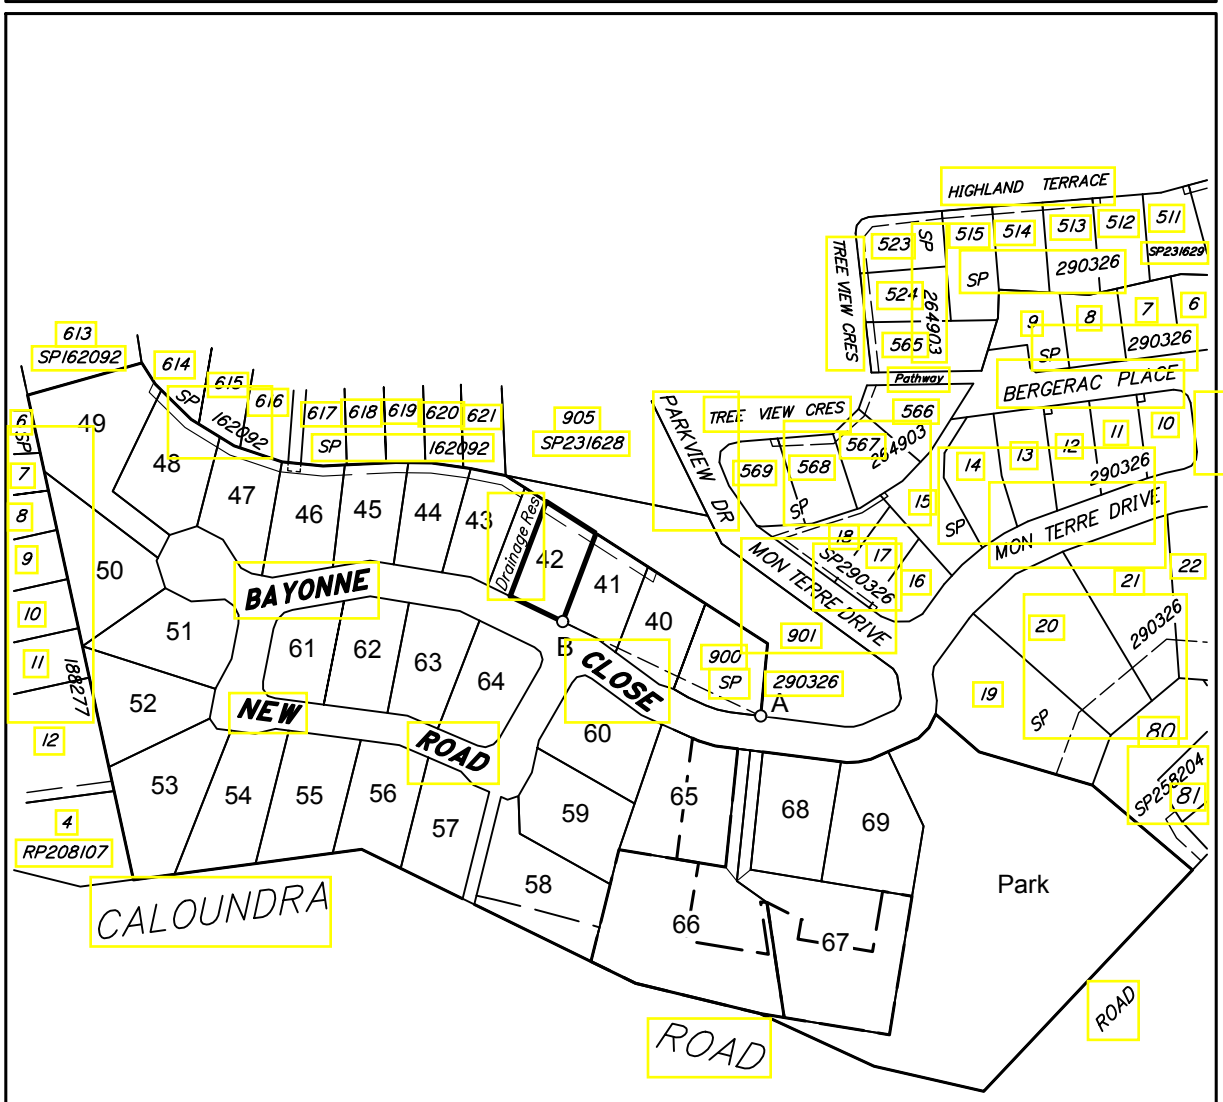 HIGHLAND TERRACE
523
SP
515
514
513
512
511
SP231629
TREE VIEW CRES
524
264903
SP
290326
565
9
8
7
6
SP
290326
613
SP162092
614
615
616
SP
162092
617
618
619
620
621
SP
162092
905
SP231628
Pathway
BERGERAC PLACE
PARKVIEW DR
TREE VIEW CRES
566
567
264903
569
568
SP
14
13
12
11
10
290326
SP
15
MON TERRE DRIVE
6
SP
7
8
9
10
11
188277
12
4
RP208107
49
48
47
46
45
44
43
Drainage Res
42
41
40
50
51
52
53
54
55
56
57
58
59
60
61
62
63
64
BAYONNE
CLOSE
NEW
ROAD
B
A
18
17
16
SP290326
MON TERRE DRIVE
901
900
SP
290326
22
21
20
19
290326
SP
80
SP258204
81
65
66
67
68
69
Park
CALOUNDRA
ROAD
ROAD